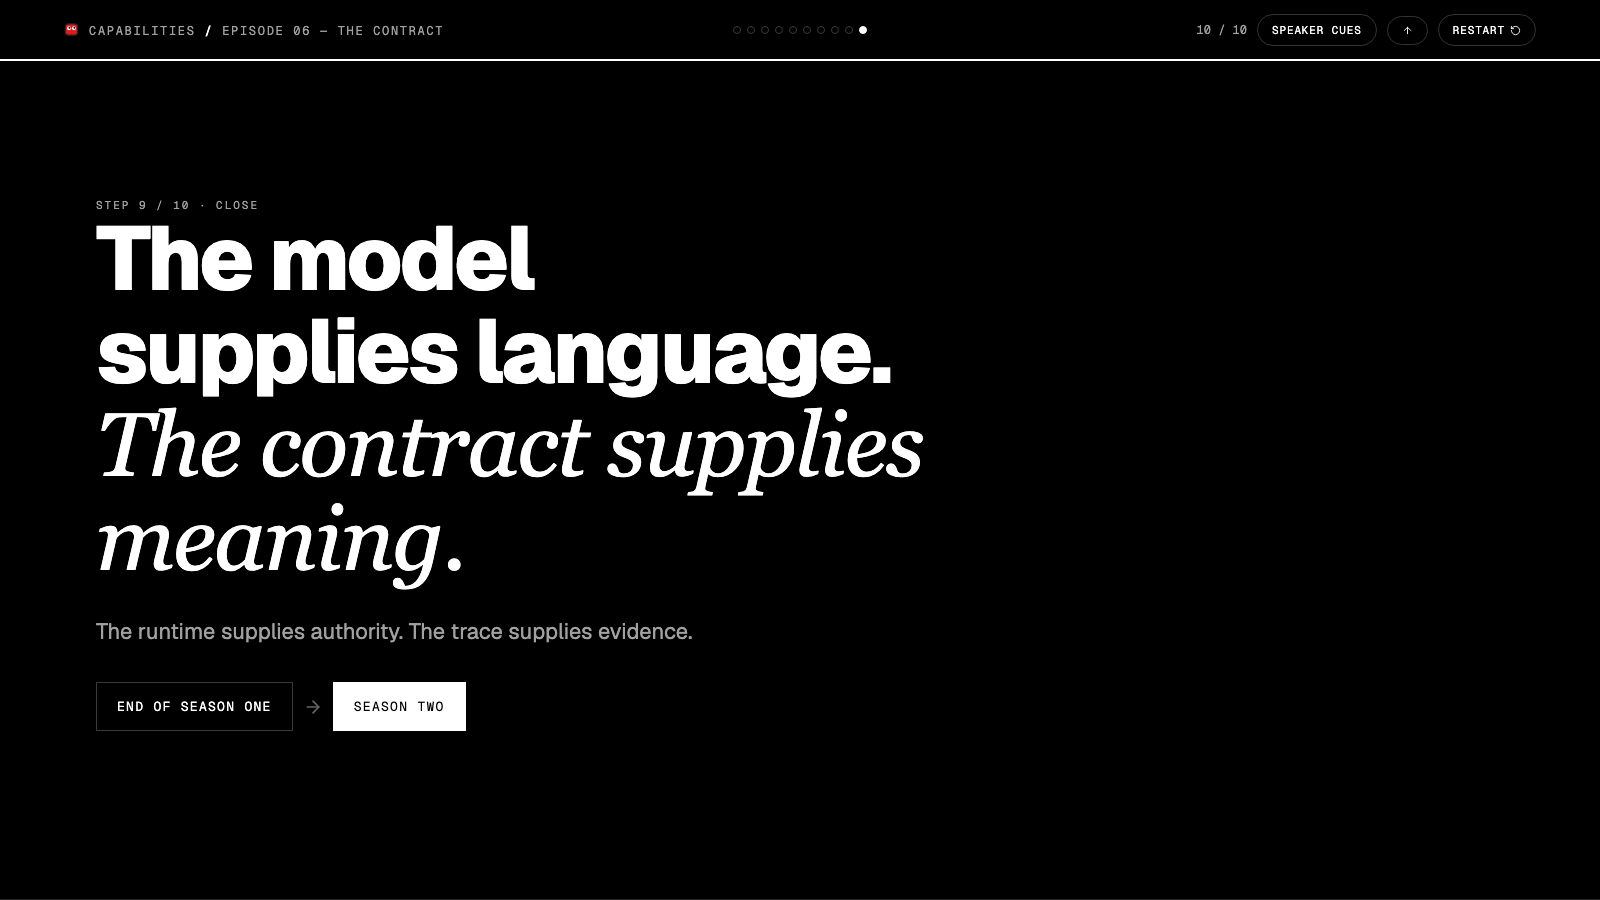 CAPABILITIES / EPISODE 06 — THE CONTRACT
10 / 10
SPEAKER CUES
↑
RESTART
STEP 9 / 10 · CLOSE
The model
supplies language.
The contract supplies
meaning.
The runtime supplies authority. The trace supplies evidence.
END OF SEASON ONE → SEASON TWO